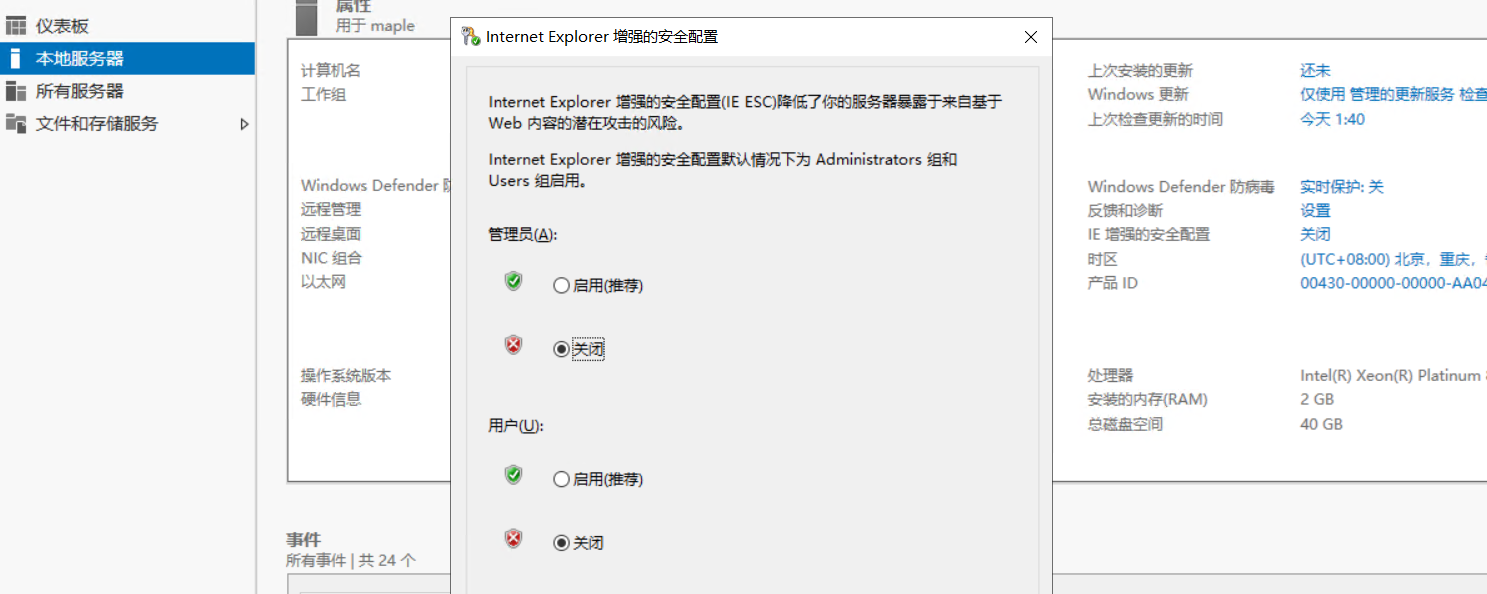 仪表板
本地服务器
所有服务器
文件和存储服务
属性
用于 maple
计算机名
工作组
Windows Defender
远程管理
远程桌面
NIC 组合
以太网
操作系统版本
硬件信息
事件
所有事件 | 共 24 个
Internet Explorer 增强的安全配置
Internet Explorer 增强的安全配置(IE ESC)降低了你的服务器暴露于来自基于
Web 内容的潜在攻击的风险。
Internet Explorer 增强的安全配置默认情况下为 Administrators 组和
Users 组启用。
管理员(A):
启用(推荐)
关闭
用户(U):
启用(推荐)
关闭
上次安装的更新 还未
Windows 更新 仅使用 管理的更新服务 检查
上次检查更新的时间 今天 1:40
Windows Defender 防病毒 实时保护: 关
反馈和诊断 设置
IE 增强的安全配置 关闭
时区 (UTC+08:00) 北京，重庆，
产品 ID 00430-00000-00000-AA04
处理器 Intel(R) Xeon(R) Platinum
安装的内存(RAM) 2 GB
总磁盘空间 40 GB